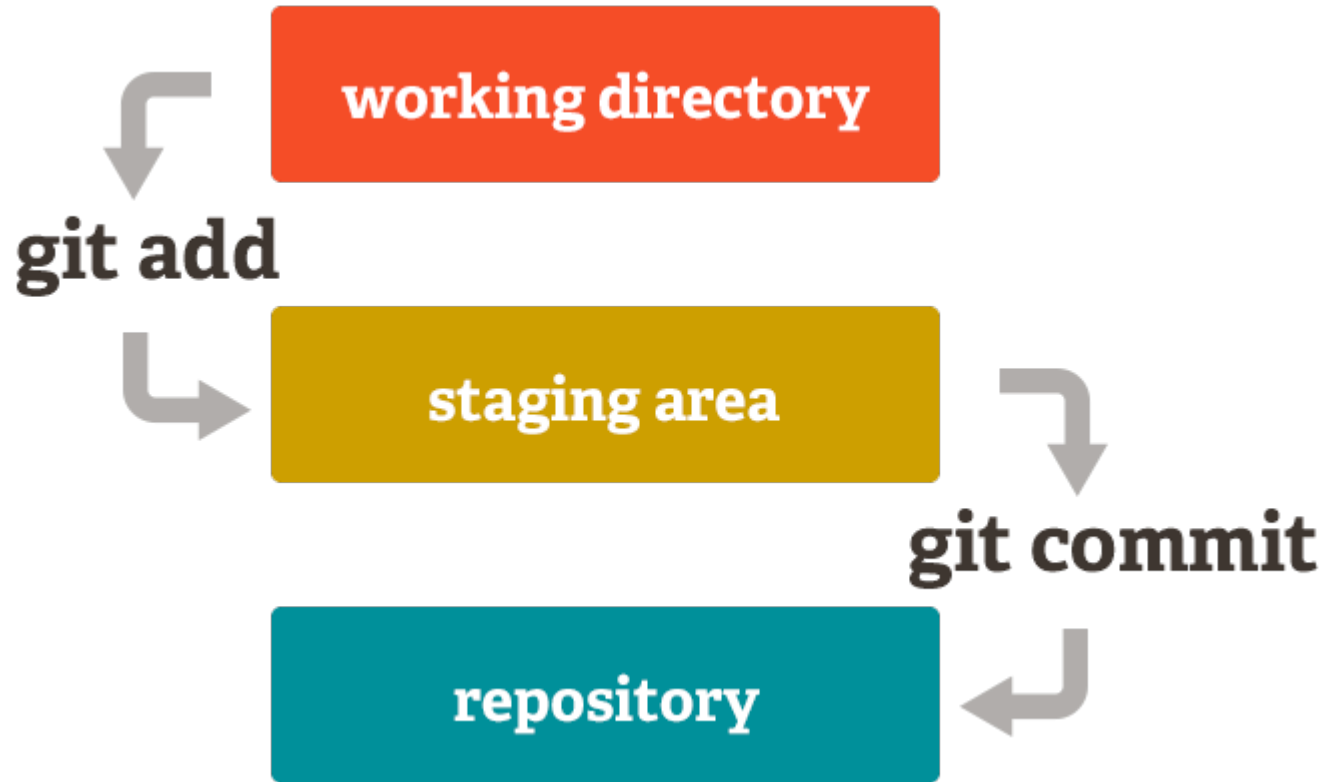 working directory
git add
staging area
git commit
repository